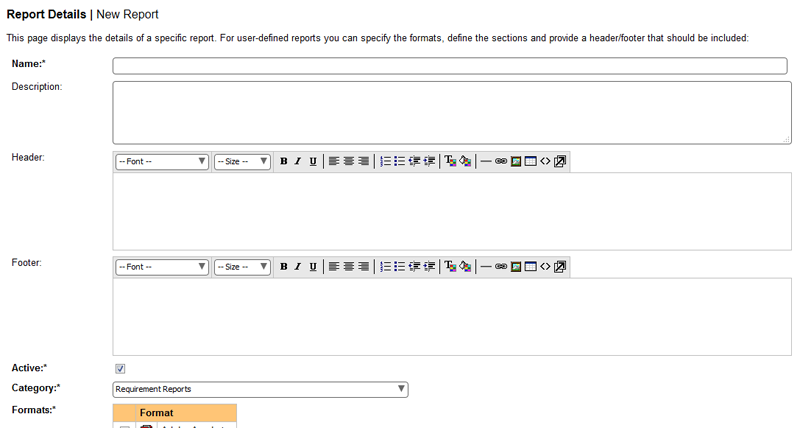 Report Details | New Report
This page displays the details of a specific report. For user-defined reports you can specify the formats, define the sections and provide a header/footer that should be included:
Name:*
Description:
Header:
-- Font -- -- Size -- B I U
Footer:
-- Font -- -- Size -- B I U
Active:*
Category:* Requirement Reports
Formats:* Format